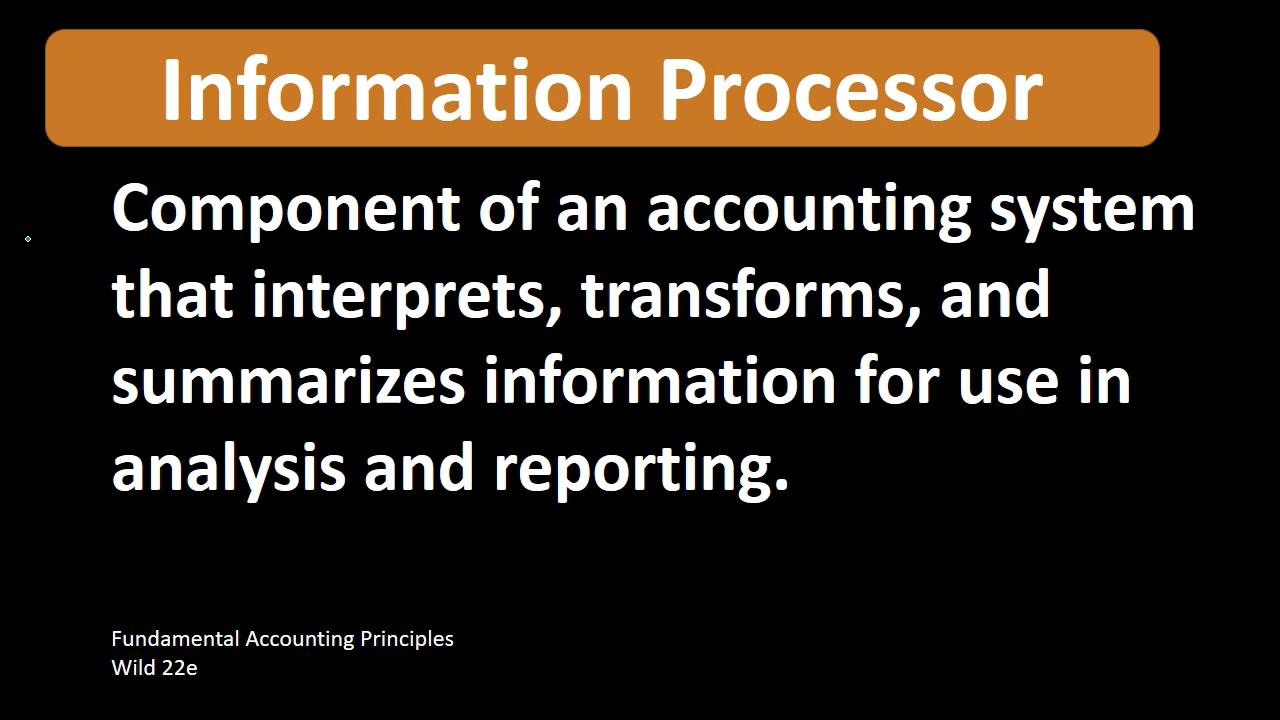 Information Processor
Component of an accounting system
that interprets, transforms, and
summarizes information for use in
analysis and reporting.
Fundamental Accounting Principles
Wild 22e